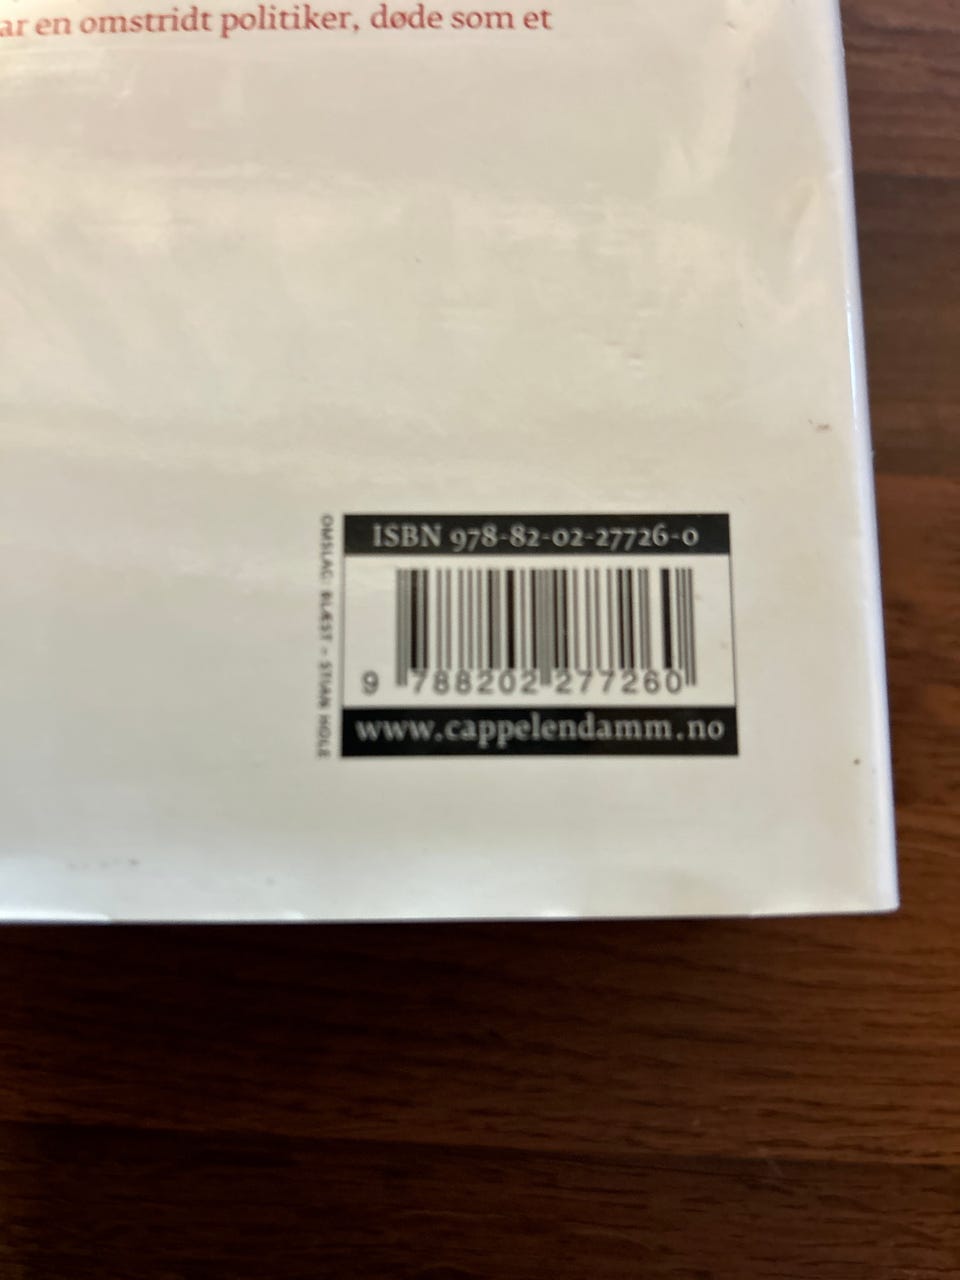 ar en omstridt politiker, døde som et
OMSLAG: BLÆST – STIAN HOLE
ISBN 978-82-02-27726-0
9 788202 277260
www.cappelendamm.no